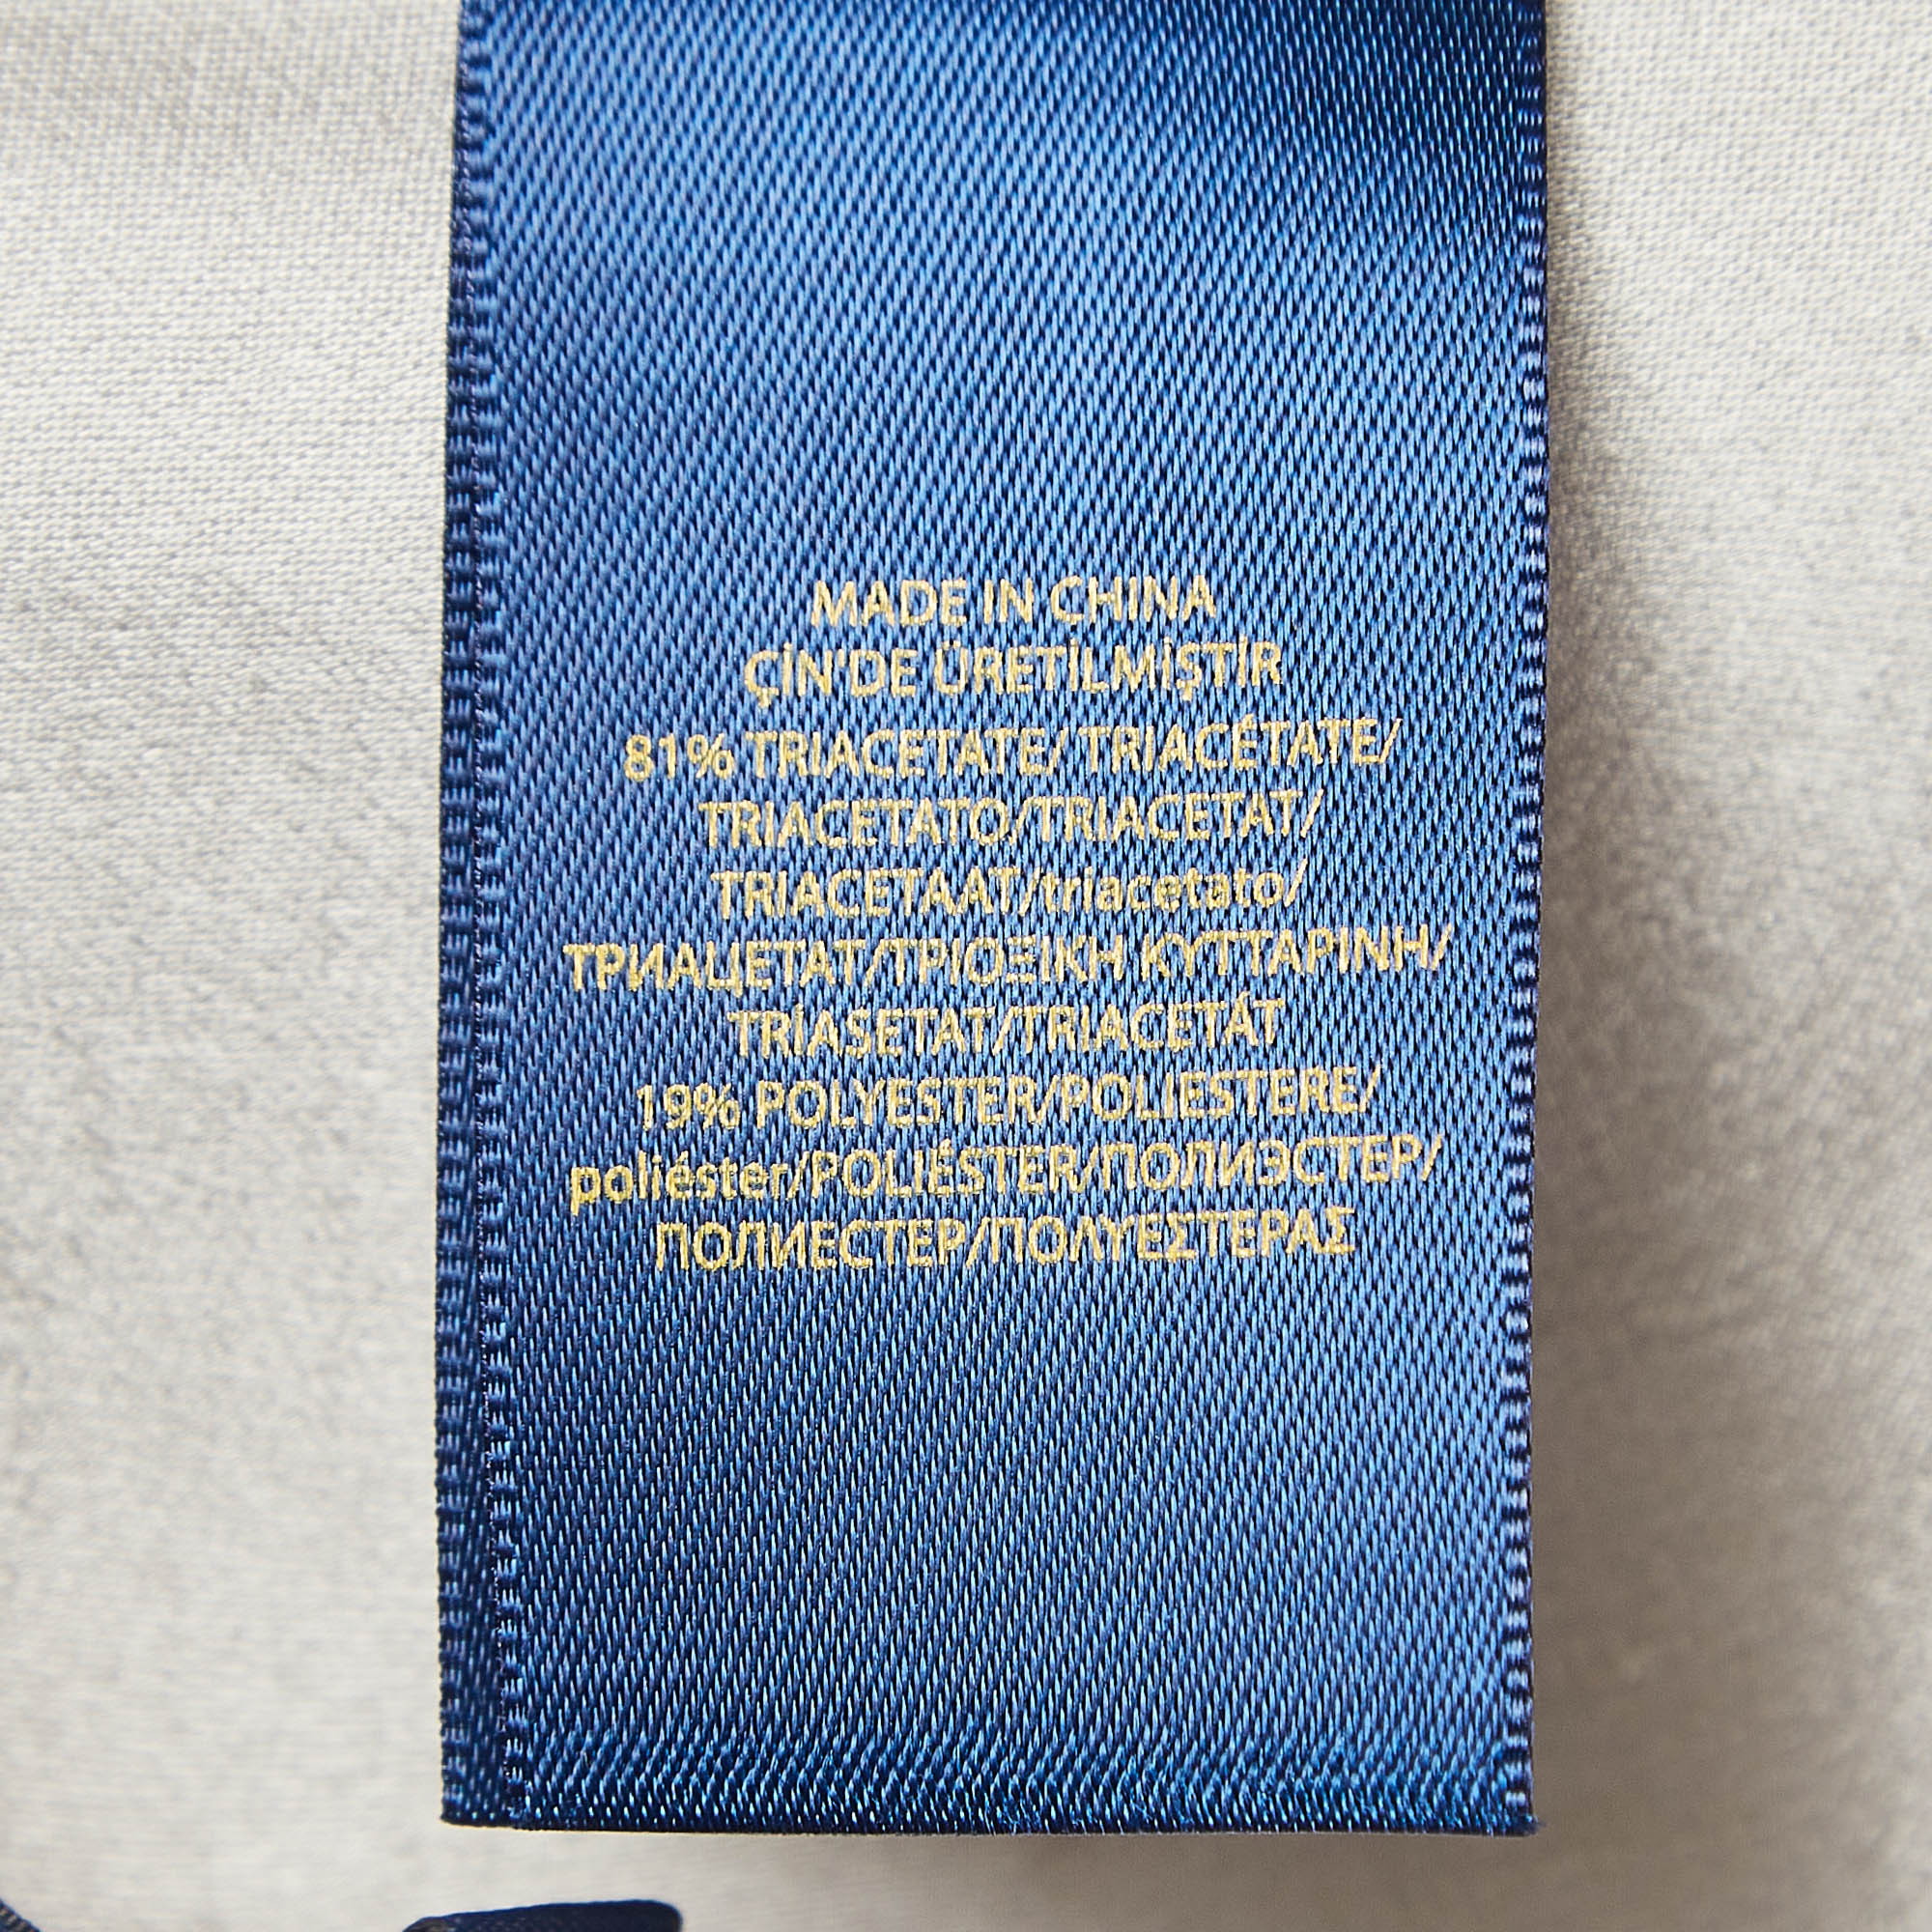 MADE IN CHINA
ÇİN'DE ÜRETİLMİŞTİR
81% TRIACETATE/ TRIACÉTATE/
TRIACETATO/TRIACETAT/
TRIACETAAT/triacetato/
ТРИАЦЕТАТ/ΤΡΙΟΞΙΚΗ ΚΥΤΤΑΡΙΝΗ/
TRİASETAT/TRIACETÁT
19% POLYESTER/POLIESTERE/
poliéster/POLIÉSTER/ПОЛИЭСТЕР/
ПОЛИЕСТЕР/ΠΟΛΥΕΣΤΕΡΑΣ